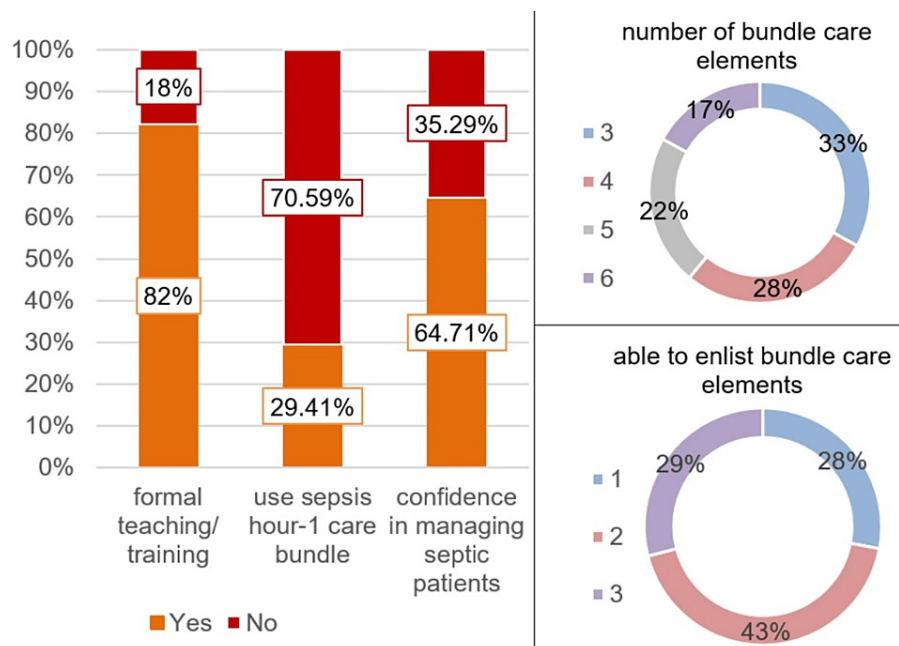 100%
90%
80%
70%
60%
50%
40%
30%
20%
10%
0%
18%
82%
70.59%
29.41%
35.29%
64.71%
formal
teaching/
training
use sepsis
hour-1 care
bundle
confidence
in managing
septic
patients
Yes No
number of bundle care
elements
3
4
5
6
17%
33%
22%
28%
able to enlist bundle care
elements
1
2
3
29%
28%
43%